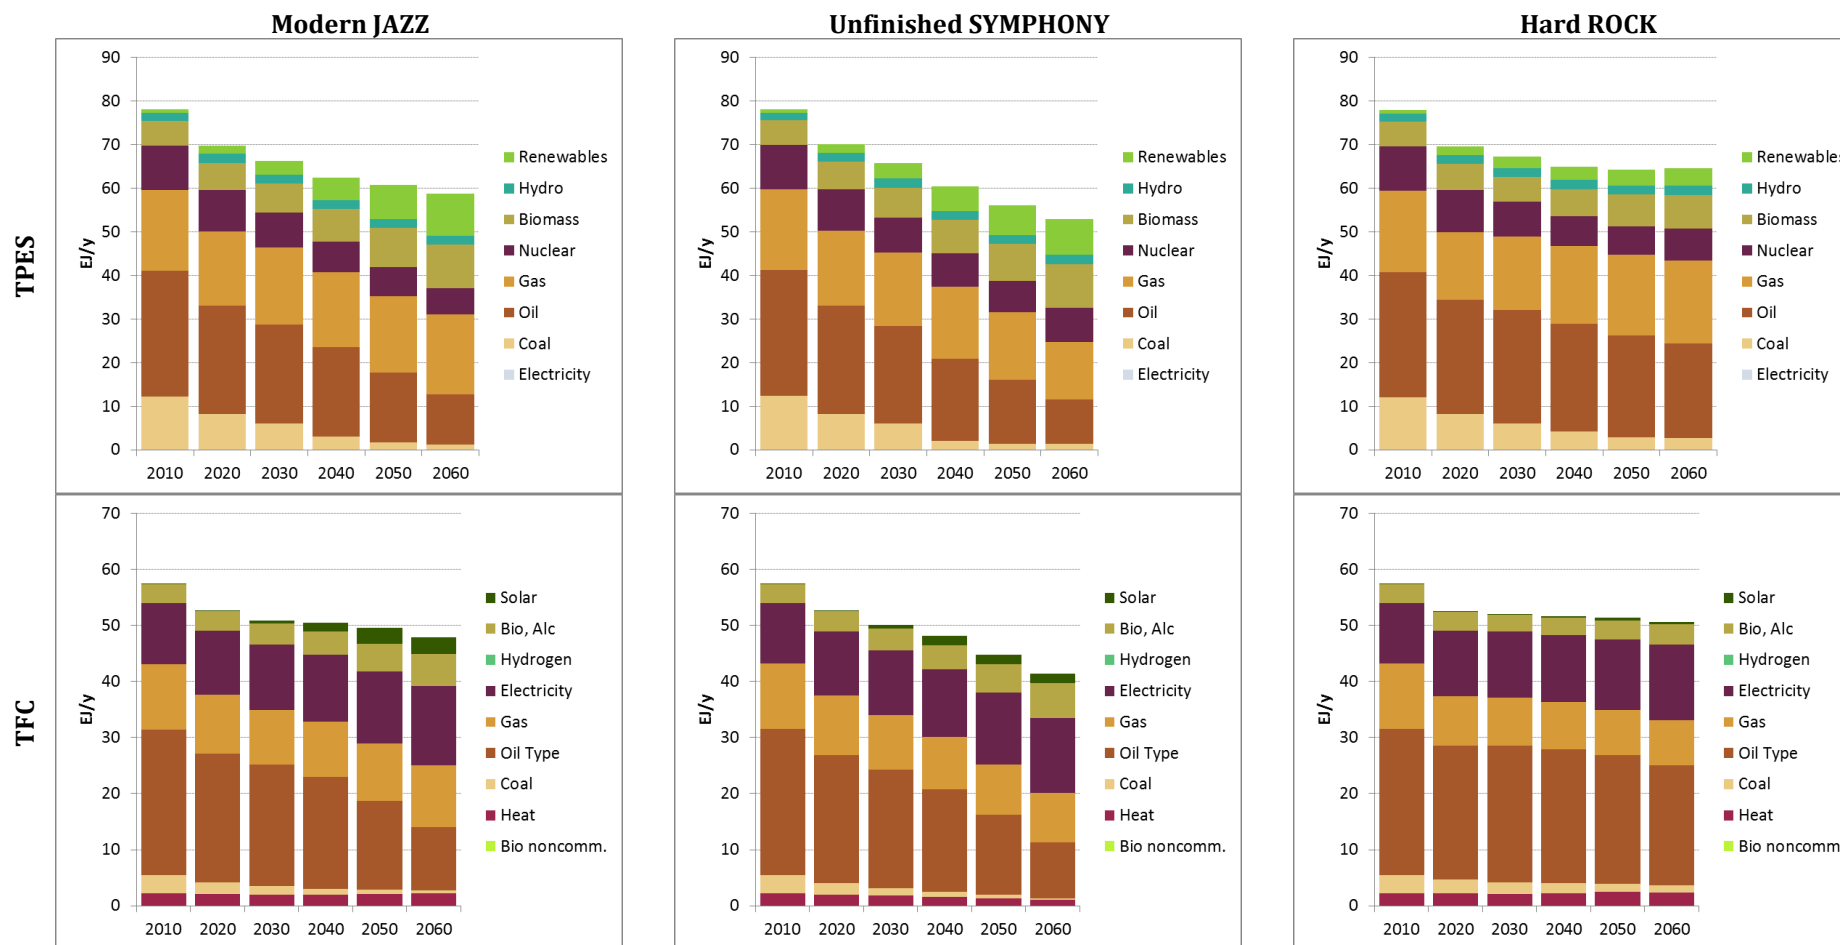 Modern JAZZ
Unfinished SYMPHONY
Hard ROCK
TPES
EJ/y
90
80
70
60
50
40
30
20
10
0
2010 2020 2030 2040 2050 2060
Renewables
Hydro
Biomass
Nuclear
Gas
Oil
Coal
Electricity
EJ/y
90
80
70
60
50
40
30
20
10
0
2010 2020 2030 2040 2050 2060
Renewables
Hydro
Biomass
Nuclear
Gas
Oil
Coal
Electricity
EJ/y
90
80
70
60
50
40
30
20
10
0
2010 2020 2030 2040 2050 2060
Renewables
Hydro
Biomass
Nuclear
Gas
Oil
Coal
Electricity
TFC
EJ/y
70
60
50
40
30
20
10
0
2010 2020 2030 2040 2050 2060
Solar
Bio, Alc
Hydrogen
Electricity
Gas
Oil Type
Coal
Heat
Bio noncomm.
EJ/y
70
60
50
40
30
20
10
0
2010 2020 2030 2040 2050 2060
Solar
Bio, Alc
Hydrogen
Electricity
Gas
Oil Type
Coal
Heat
Bio noncomm.
EJ/y
70
60
50
40
30
20
10
0
2010 2020 2030 2040 2050 2060
Solar
Bio, Alc
Hydrogen
Electricity
Gas
Oil Type
Coal
Heat
Bio noncomm